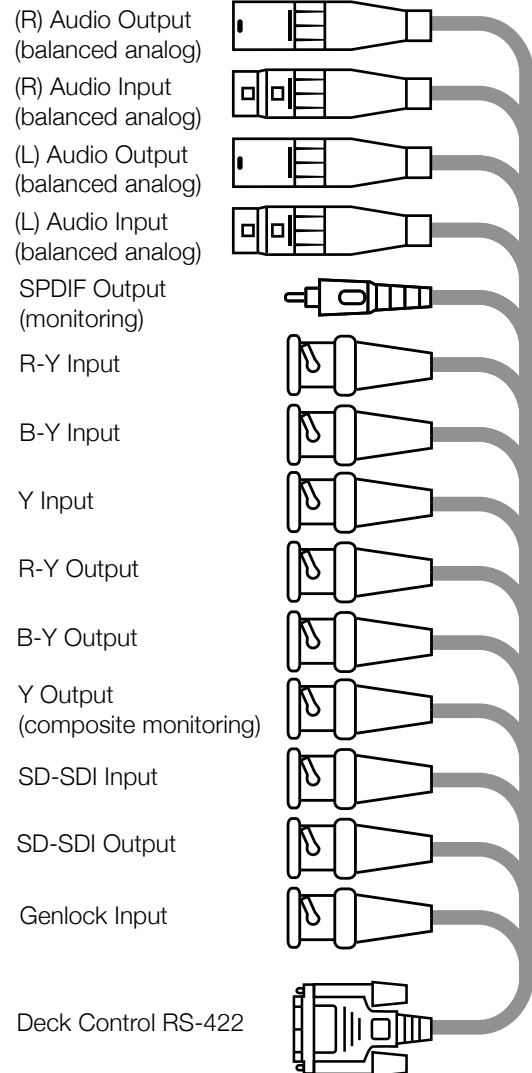 (R) Audio Output
(balanced analog)
(R) Audio Input
(balanced analog)
(L) Audio Output
(balanced analog)
(L) Audio Input
(balanced analog)
SPDIF Output
(monitoring)
R-Y Input
B-Y Input
Y Input
R-Y Output
B-Y Output
Y Output
(composite monitoring)
SD-SDI Input
SD-SDI Output
Genlock Input
Deck Control RS-422